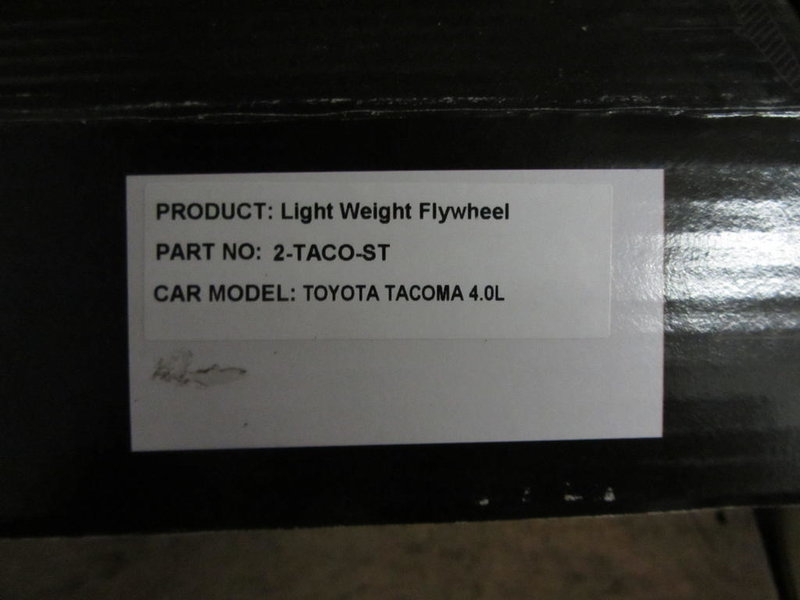 PRODUCT: Light Weight Flywheel
PART NO: 2-TACO-ST
CAR MODEL: TOYOTA TACOMA 4.0L